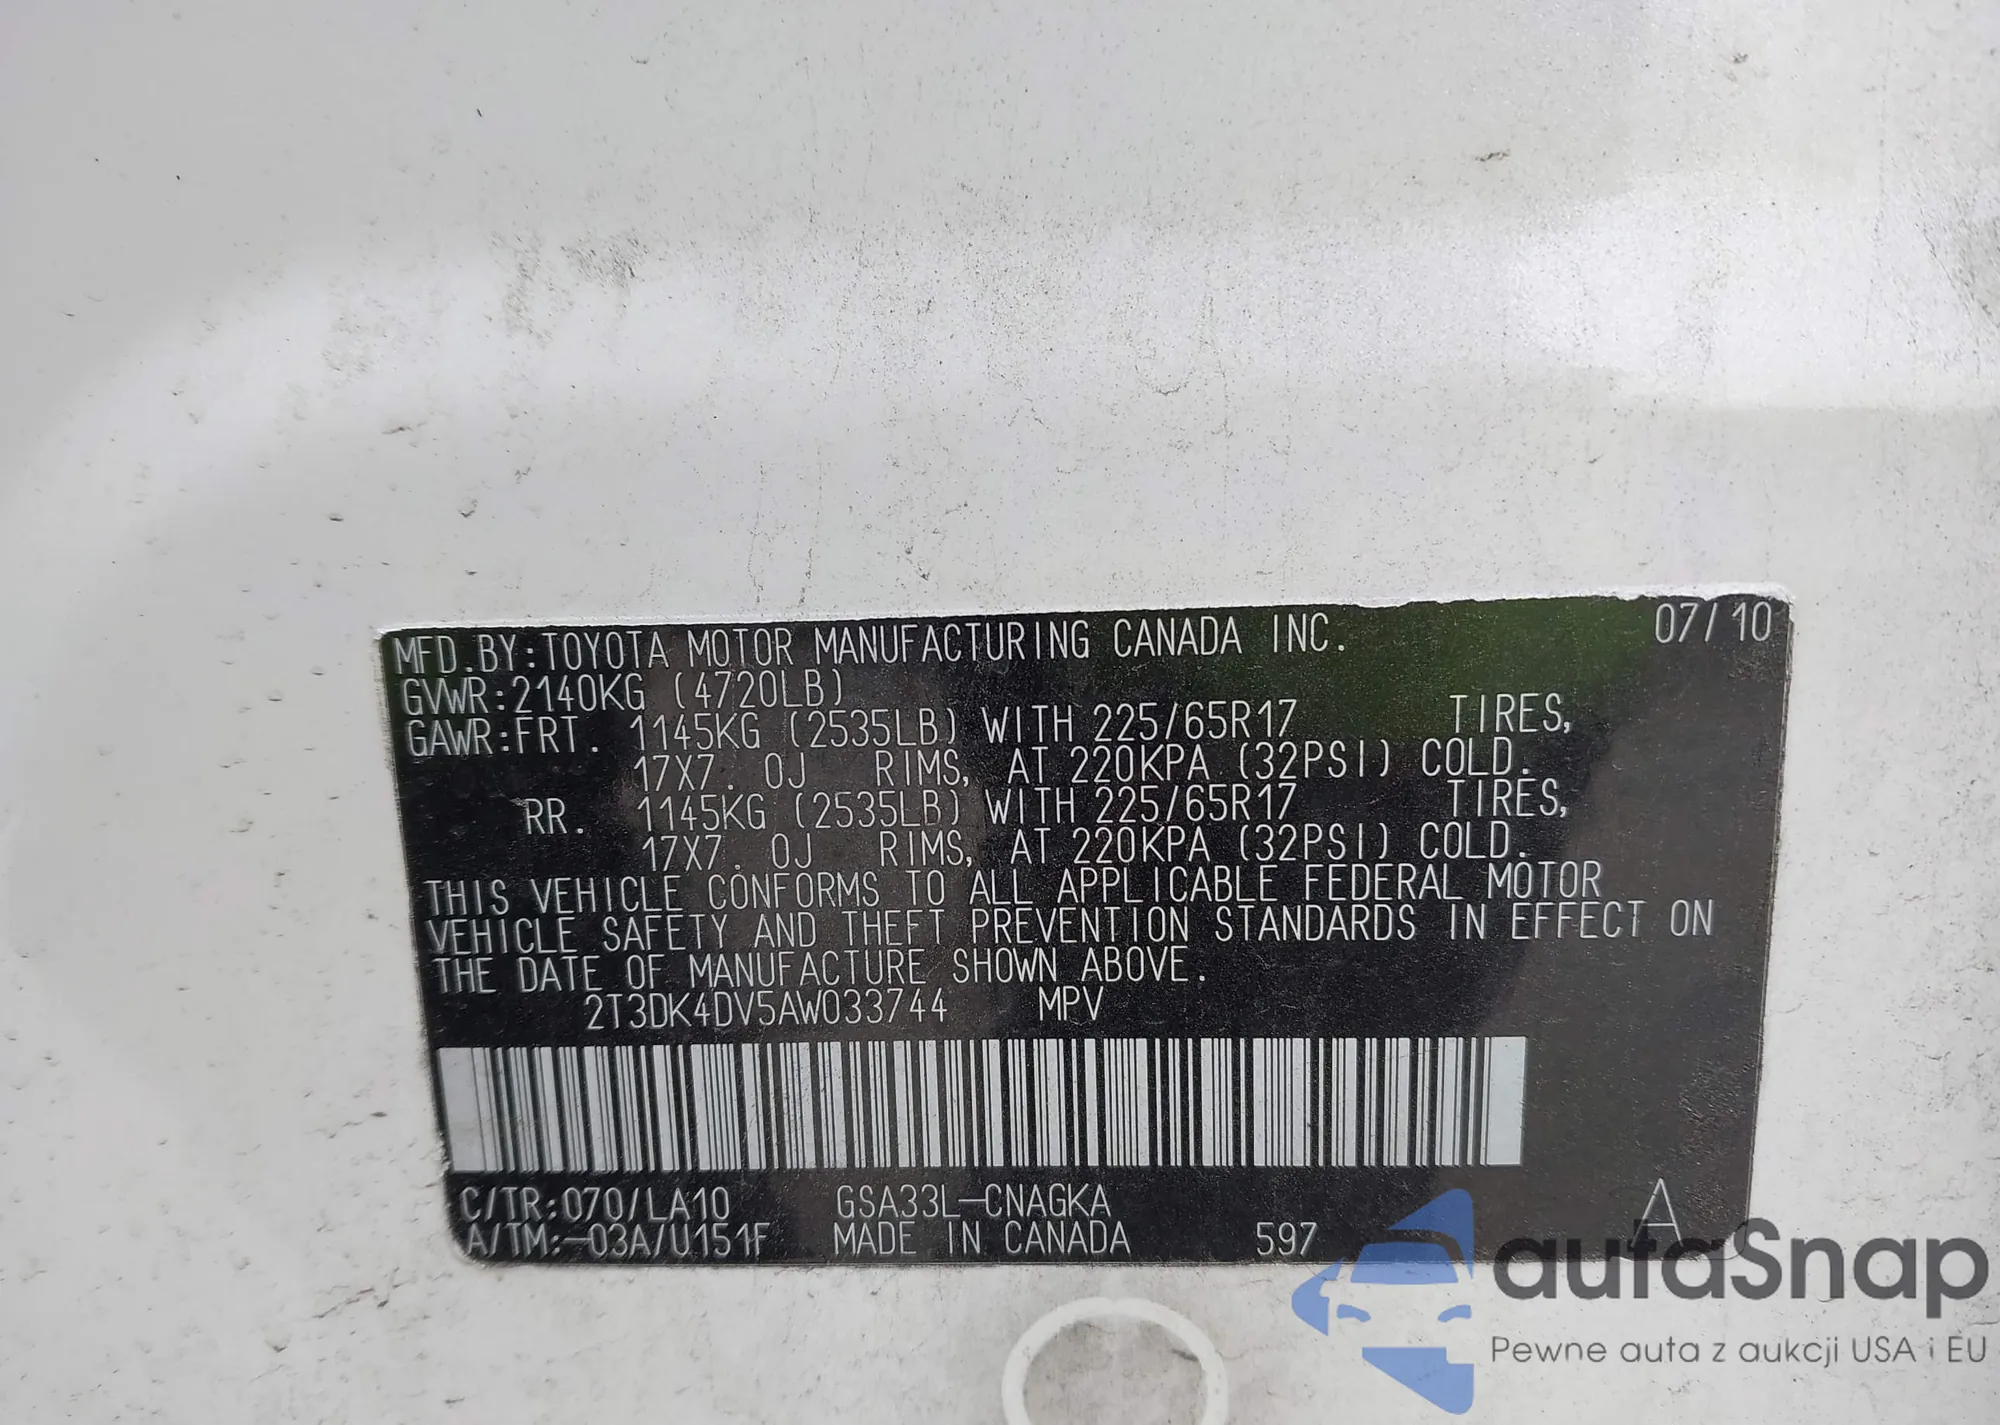 MFD.BY:TOYOTA MOTOR MANUFACTURING CANADA INC. 07/10
GVWR:2140KG (4720LB)
GAWR:FRT. 1145KG (2535LB) WITH 225/65R17 TIRES,
17X7.0J RIMS, AT 220KPA (32PSI) COLD.
RR. 1145KG (2535LB) WITH 225/65R17 TIRES,
17X7.0J RIMS, AT 220KPA (32PSI) COLD.
THIS VEHICLE CONFORMS TO ALL APPLICABLE FEDERAL MOTOR
VEHICLE SAFETY AND THEFT PREVENTION STANDARDS IN EFFECT ON
THE DATE OF MANUFACTURE SHOWN ABOVE.
2T3DK4DV5AW033744 MPV
C/TR:070/LA10 GSA33L-CNAGKA A
A/TM:-03A/U151F MADE IN CANADA 597
autaSnap
Pewne auta z aukcji USA i EU